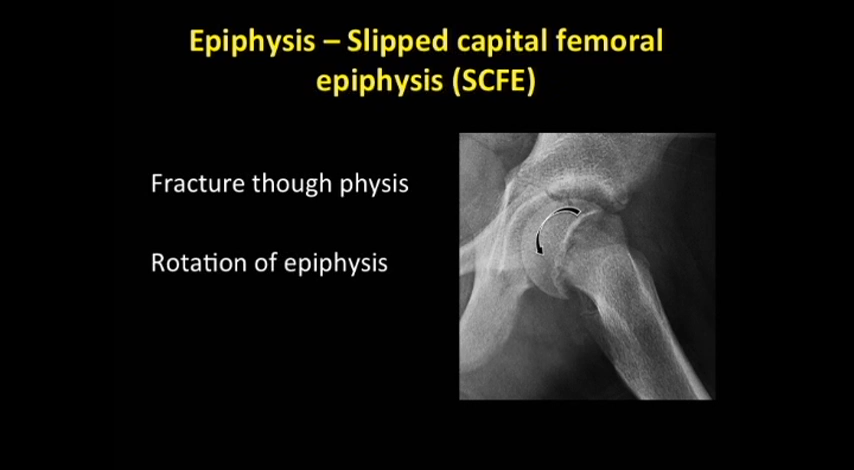 Epiphysis – Slipped capital femoral
epiphysis (SCFE)
Fracture though physis
Rotation of epiphysis